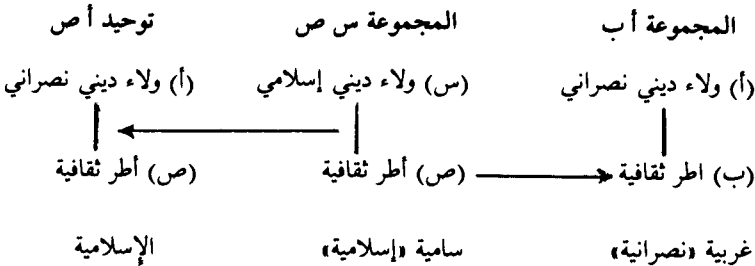 المجموعة أ ب المجموعة س ص توحيد أ ص
(أ) ولاء ديني نصراني (س) ولاء ديني إسلامي (أ) ولاء ديني نصراني
(ب) اطر ثقافية (ص) أطر ثقافية (ص) أطر ثقافية
غربية «نصرانية» سامية «إسلامية» الإسلامية